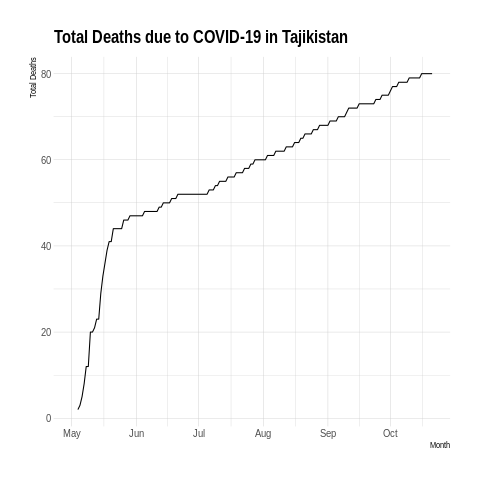 Total Deaths due to COVID-19 in Tajikistan
Total Deaths
80
60
40
20
0
May Jun Jul Aug Sep Oct
Month